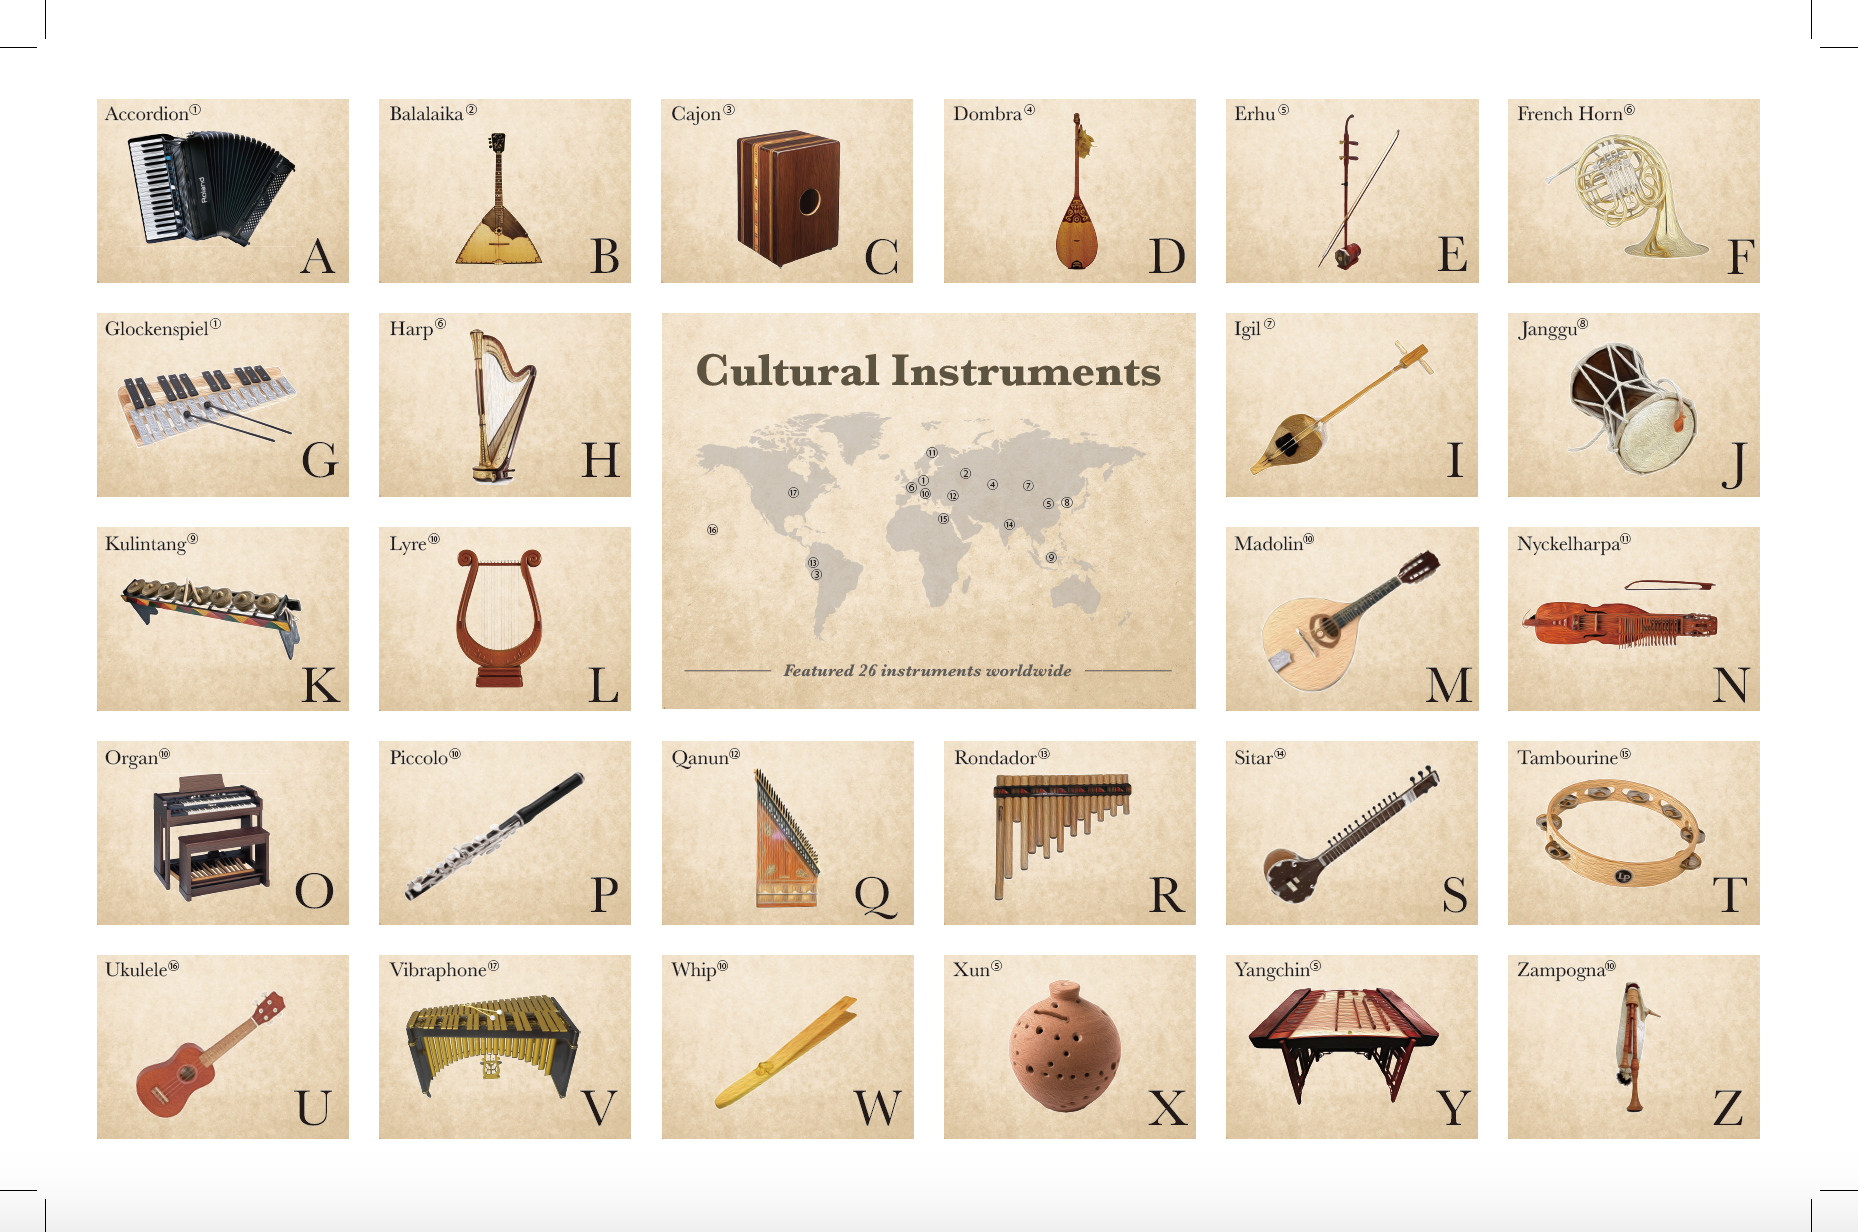 Accordion①
Roland
A
Balalaika②
B
Cajon③
C
Dombra④
D
Erhu⑤
E
French Horn⑥
F
Glockenspiel①
G
Harp⑥
H
Cultural Instruments
⑪
②
①
④
⑦
⑥
⑩
⑫
⑰
⑤
⑧
⑮
⑭
⑯
⑨
⑬
③
Featured 26 instruments worldwide
Igil⑦
I
Janggu⑧
J
Kulintang⑨
K
Lyre⑩
L
Madolin⑩
M
Nyckelharpa⑪
N
Organ⑩
O
Piccolo⑩
P
Qanun⑫
Q
Rondador⑬
R
Sitar⑭
S
Tambourine⑮
LP
T
Ukulele⑯
U
Vibraphone⑰
V
Whip⑩
W
Xun⑤
X
Yangchin⑤
Y
Zampogna⑩
Z